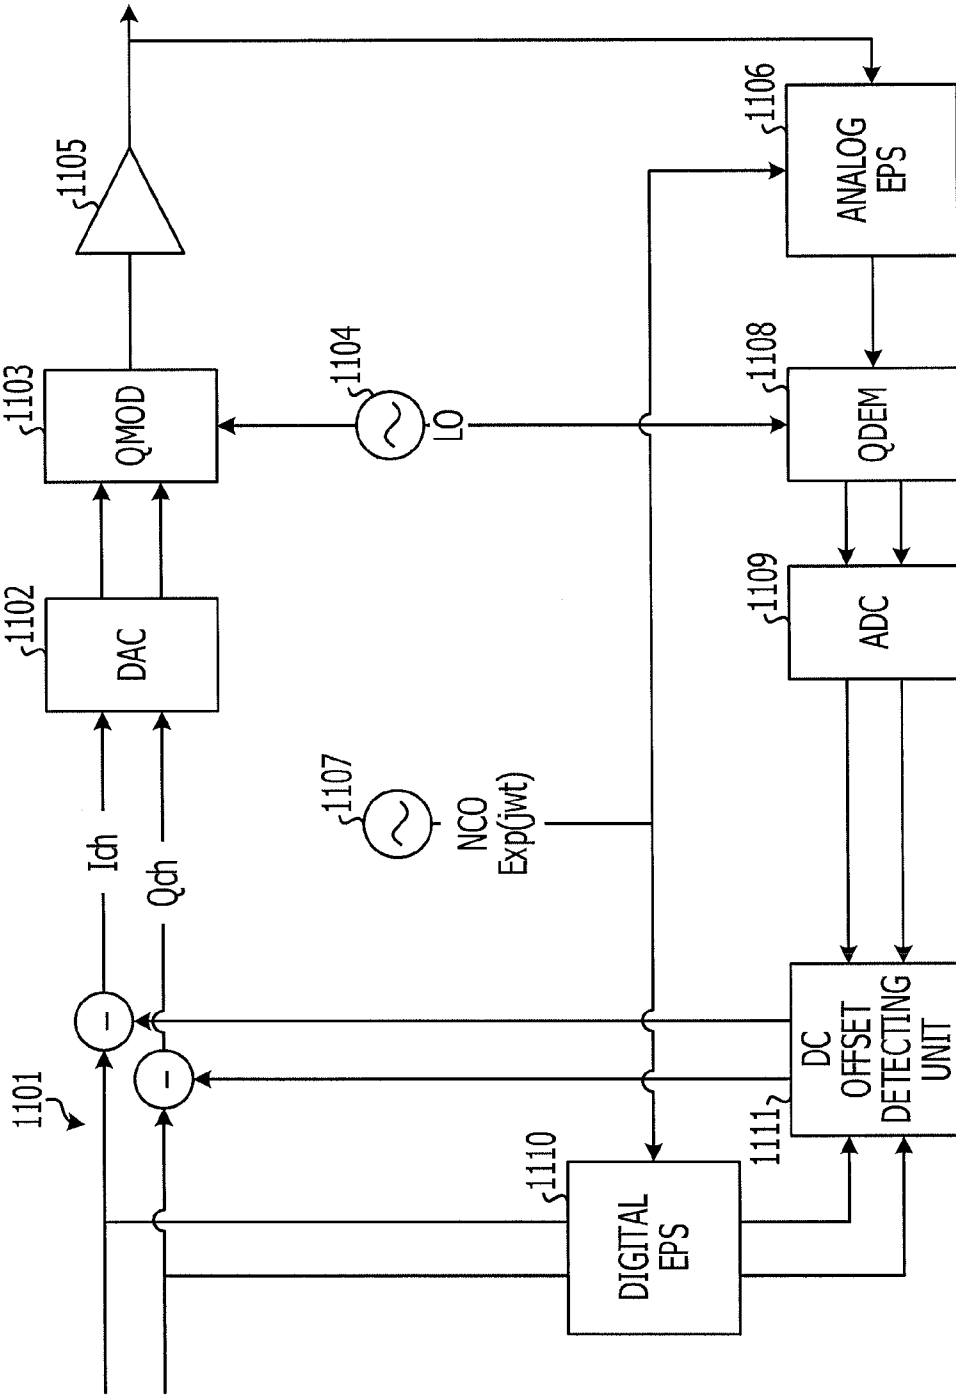 1101
Ich
Qch
1102
DAC
1103
QMOD
1105
1104
LO
1107
NCO
Exp(jwt)
1110
DIGITAL
EPS
1111
DC
OFFSET
DETECTING
UNIT
1109
ADC
1108
QDEM
1106
ANALOG
EPS